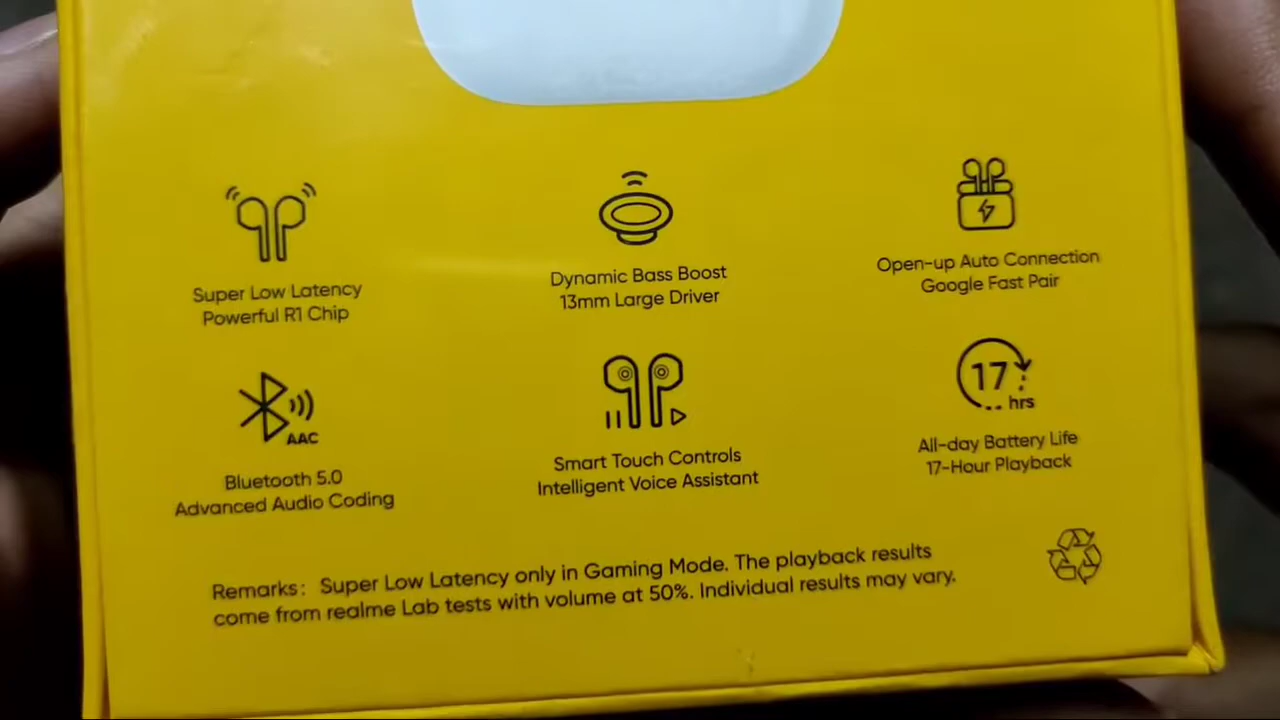 Super Low Latency
Powerful R1 Chip
Dynamic Bass Boost
13mm Large Driver
Open-up Auto Connection
Google Fast Pair
AAC
Bluetooth 5.0
Advanced Audio Coding
Smart Touch Controls
Intelligent Voice Assistant
17
hrs
All-day Battery Life
17-Hour Playback
Remarks: Super Low Latency only in Gaming Mode. The playback results
come from realme Lab tests with volume at 50%. Individual results may vary.